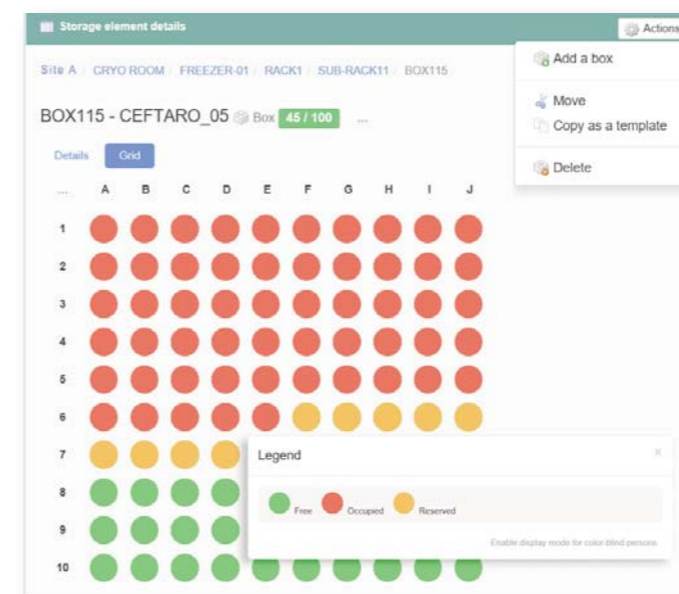 Storage element details
Actions
Add a box
Move
Copy as a template
Delete
Site A / CRYO ROOM / FREEZER-01 / RACK1 / SUB-RACK11 / BOX115
BOX115 - CEFTARO_05 Box 45 / 100 ...
Details Grid
... A B C D E F G H I J
1
2
3
4
5
6
7
8
9
10
Legend ×
Free Occupied Reserved
Enable display mode for color blind persons